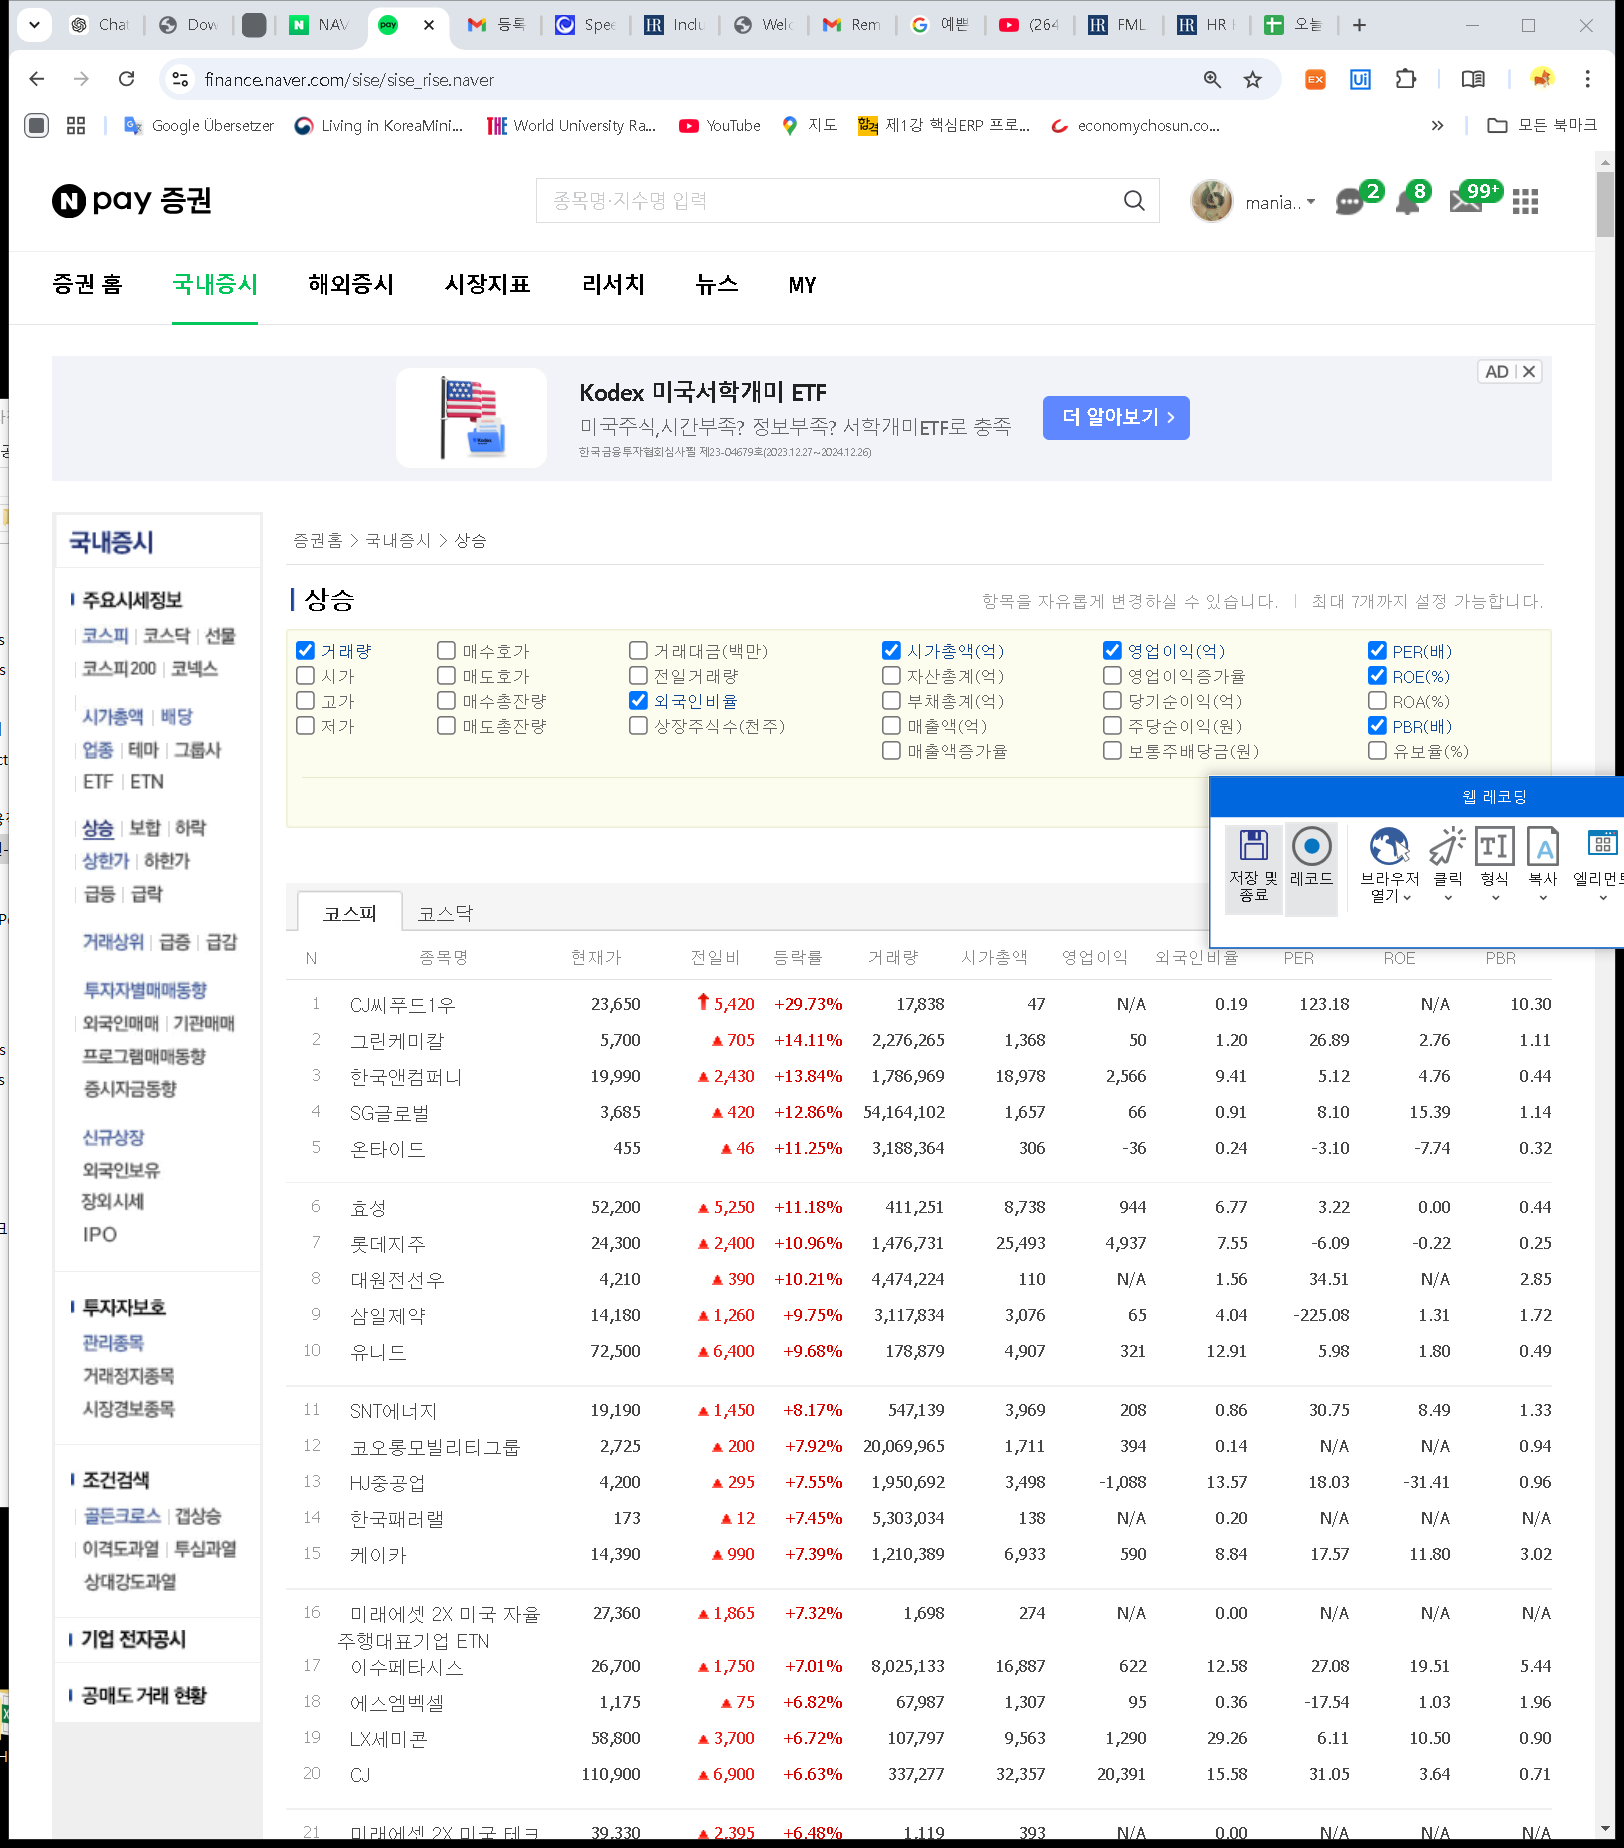 Chat
Dow
NAV
pay
등록
Spee
Inclu
Welc
Rem
예쁜
(264
FML
HR
오늘
finance.naver.com/sise/sise_rise.naver
Google Übersetzer
Living in KoreaMini...
World University Ra...
YouTube
지도
제1강 핵심ERP 프로...
economychosun.co...
모든 북마크
N pay 증권
종목명·지수명 입력
mania..
2
8
99+
증권 홈 국내증시 해외증시 시장지표 리서치 뉴스 MY
Kodex 미국서학개미 ETF
미국주식,시간부족? 정보부족? 서학개미ETF로 충족
한국금융투자협회심사필 제23-04679호(2023.12.27~2024.12.26)
더 알아보기
AD
국내증시
주요시세정보
코스피 코스닥 선물
코스피200 코넥스
시가총액 배당
업종 테마 그룹사
ETF ETN
상승 보합 하락
상한가 하한가
급등 급락
거래상위 급증 급감
투자자별매매동향
외국인매매 기관매매
프로그램매매동향
증시자금동향
신규상장
외국인보유
장외시세
IPO
투자자보호
관리종목
거래정지종목
시장경보종목
조건검색
골든크로스 갭상승
이격도과열 투심과열
상대강도과열
기업 전자공시
공매도 거래 현황
증권홈 > 국내증시 > 상승
상승
항목을 자유롭게 변경하실 수 있습니다. 최대 7개까지 설정 가능합니다.
거래량 매수호가 거래대금(백만) 시가총액(억) 영업이익(억) PER(배)
시가 매도호가 전일거래량 자산총계(억) 영업이익증가율 ROE(%)
고가 매수총잔량 외국인비율 부채총계(억) 당기순이익(억) ROA(%)
저가 매도총잔량 상장주식수(천주) 매출액(억) 주당순이익(원) PBR(배)
매출액증가율 보통주배당금(원) 유보율(%)
웹 레코딩
저장 및 종료
레코드
브라우저 열기
클릭
형식
복사
엘리먼트
코스피 코스닥
N 종목명 현재가 전일비 등락률 거래량 시가총액 영업이익 외국인비율 PER ROE PBR
1 CJ씨푸드1우 23,650 5,420 +29.73% 17,838 47 N/A 0.19 123.18 N/A 10.30
2 그린케미칼 5,700 705 +14.11% 2,276,265 1,368 50 1.20 26.89 2.76 1.11
3 한국앤컴퍼니 19,990 2,430 +13.84% 1,786,969 18,978 2,566 9.41 5.12 4.76 0.44
4 SG글로벌 3,685 420 +12.86% 54,164,102 1,657 66 0.91 8.10 15.39 1.14
5 온타이드 455 46 +11.25% 3,188,364 306 -36 0.24 -3.10 -7.74 0.32
6 효성 52,200 5,250 +11.18% 411,251 8,738 944 6.77 3.22 0.00 0.44
7 롯데지주 24,300 2,400 +10.96% 1,476,731 25,493 4,937 7.55 -6.09 -0.22 0.25
8 대원전선우 4,210 390 +10.21% 4,474,224 110 N/A 1.56 34.51 N/A 2.85
9 삼일제약 14,180 1,260 +9.75% 3,117,834 3,076 65 4.04 -225.08 1.31 1.72
10 유니드 72,500 6,400 +9.68% 178,879 4,907 321 12.91 5.98 1.80 0.49
11 SNT에너지 19,190 1,450 +8.17% 547,139 3,969 208 0.86 30.75 8.49 1.33
12 코오롱모빌리티그룹 2,725 200 +7.92% 20,069,965 1,711 394 0.14 N/A N/A 0.94
13 HJ중공업 4,200 295 +7.55% 1,950,692 3,498 -1,088 13.57 18.03 -31.41 0.96
14 한국패러랠 173 12 +7.45% 5,303,034 138 N/A 0.20 N/A N/A N/A
15 케이카 14,390 990 +7.39% 1,210,389 6,933 590 8.84 17.57 11.80 3.02
16 미래에셋 2X 미국 자율 27,360 1,865 +7.32% 1,698 274 N/A 0.00 N/A N/A N/A
주행대표기업 ETN
17 이수페타시스 26,700 1,750 +7.01% 8,025,133 16,887 622 12.58 27.08 19.51 5.44
18 에스엠벡셀 1,175 75 +6.82% 67,987 1,307 95 0.36 -17.54 1.03 1.96
19 LX세미콘 58,800 3,700 +6.72% 107,797 9,563 1,290 29.26 6.11 10.50 0.90
20 CJ 110,900 6,900 +6.63% 337,277 32,357 20,391 15.58 31.05 3.64 0.71
21 미래에셋 2X 미국 테크 39,330 2,395 +6.48% 1,119 393 N/A 0.00 N/A N/A N/A